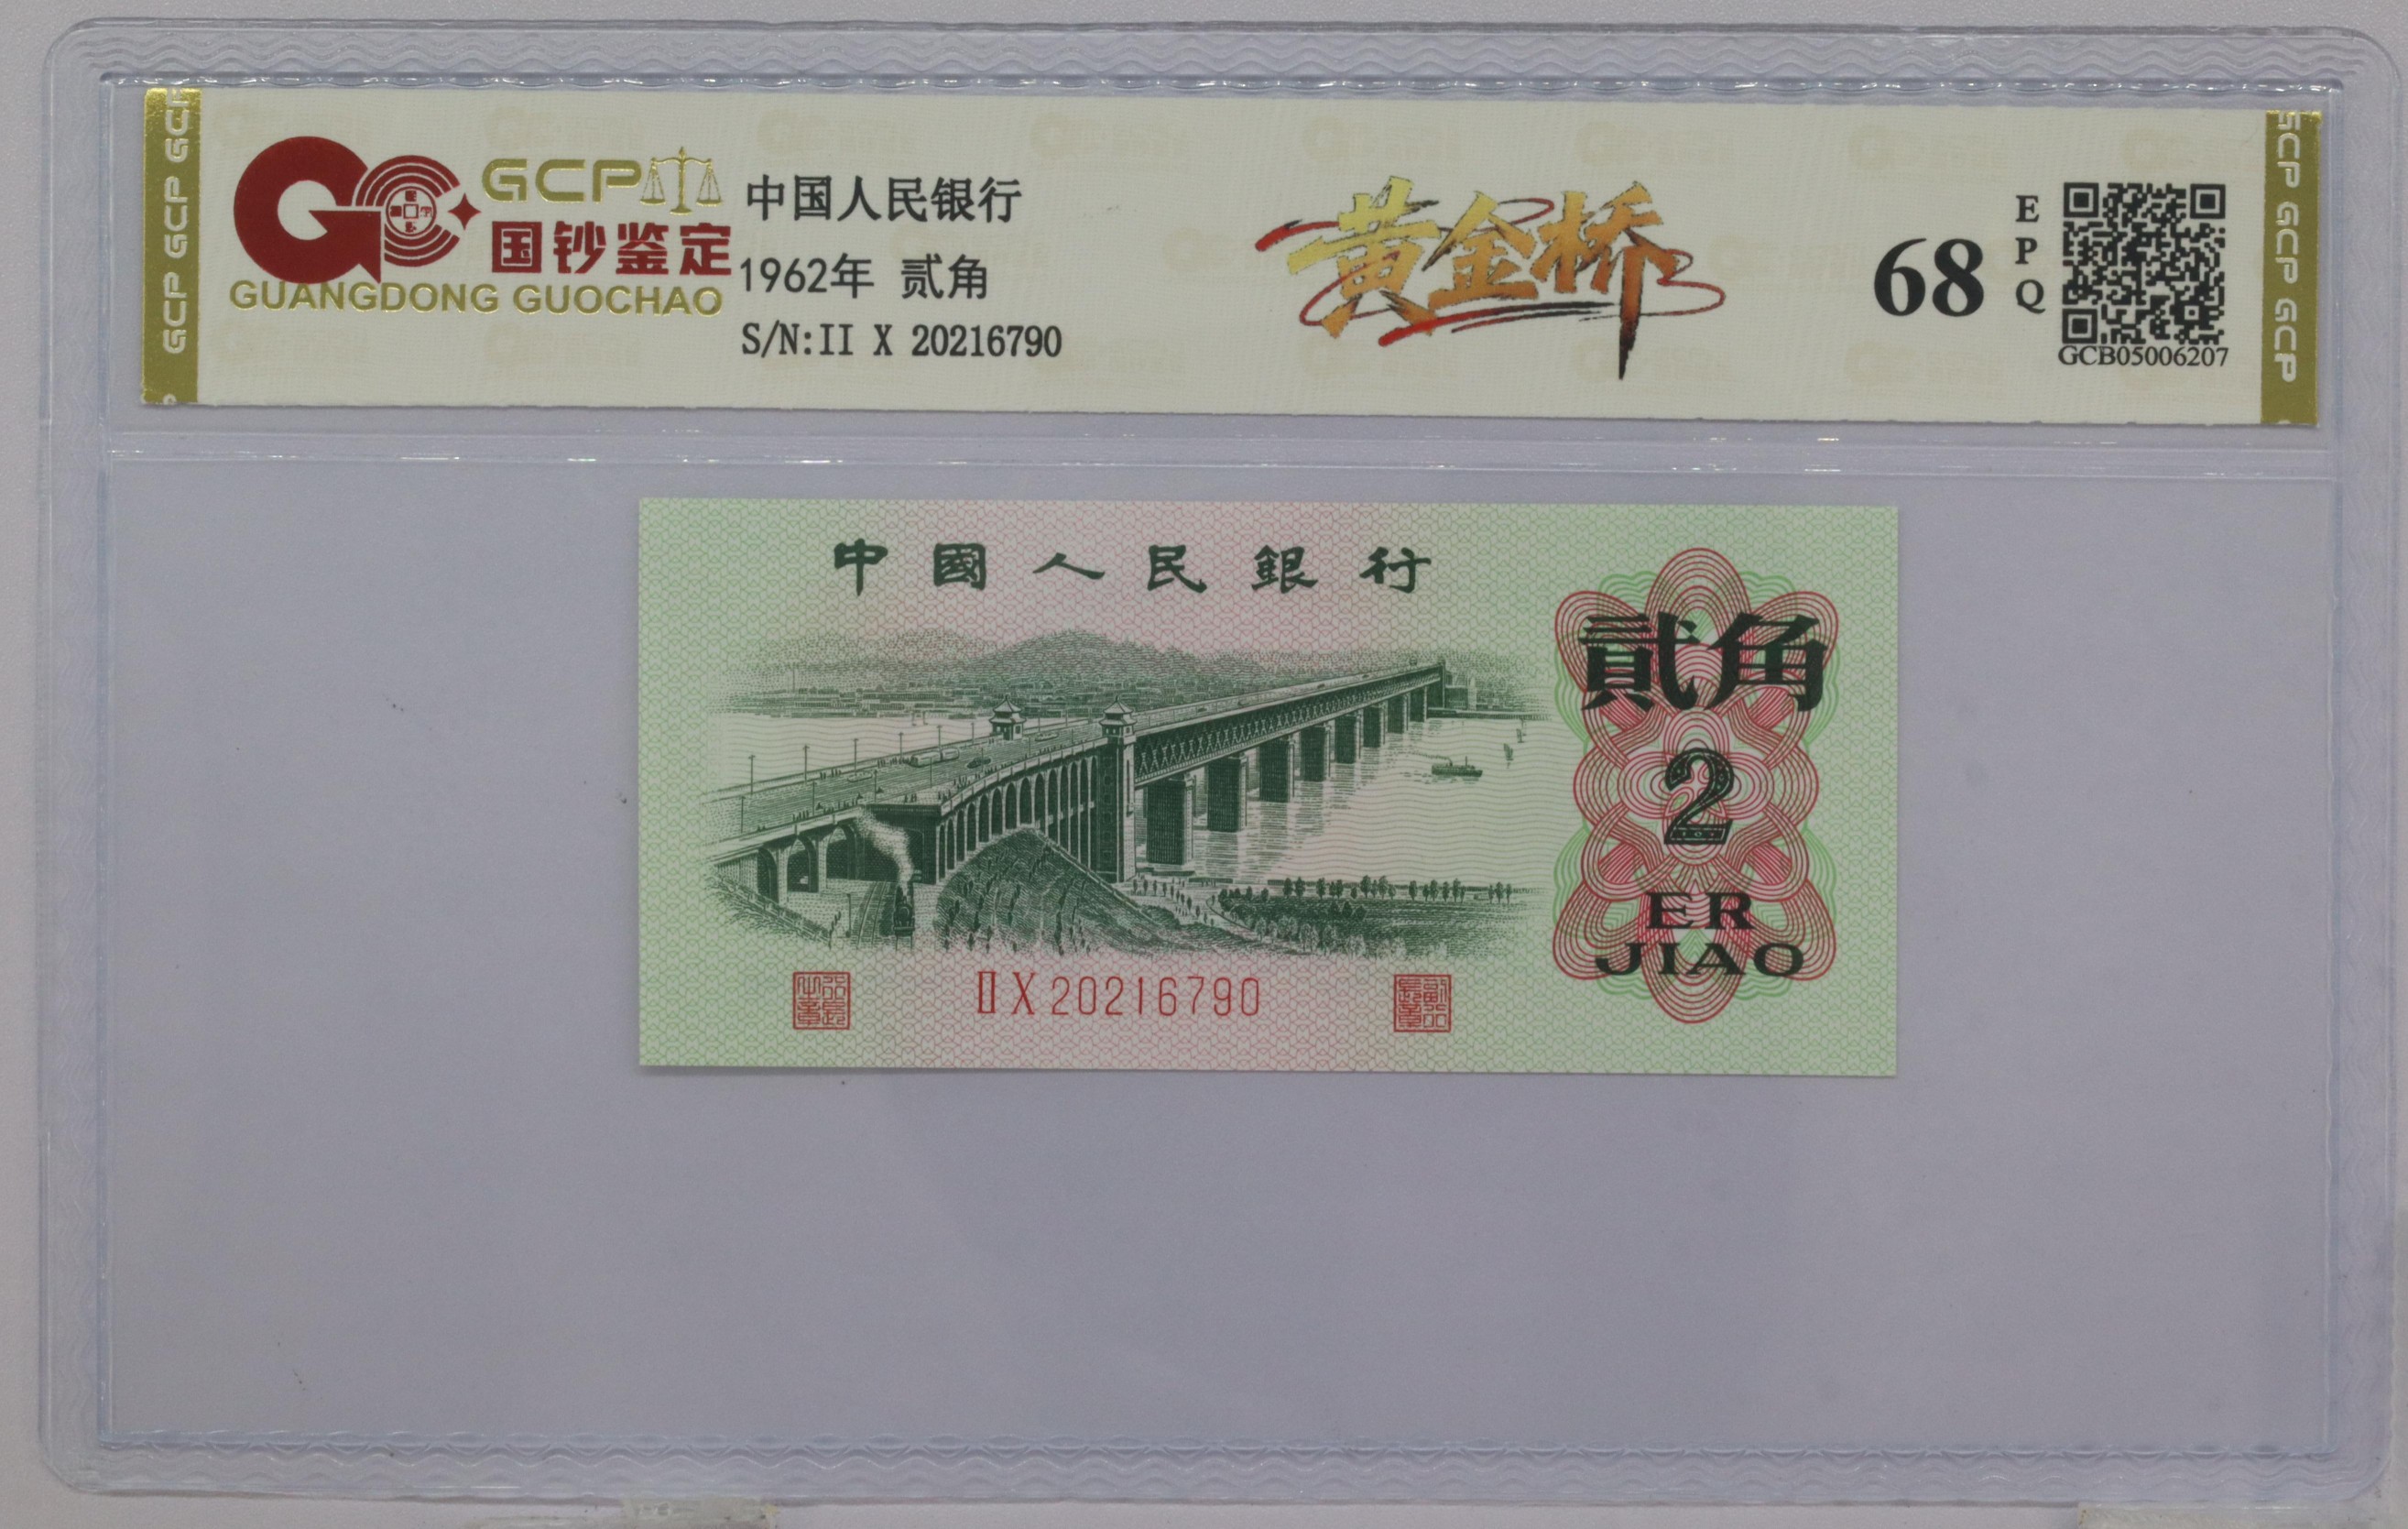 GCP
国钞鉴定
GUANGDONG GUOCHAO
中国人民银行
1962年 贰角
S/N:II X 20216790
黄金桥
68
EPQ
GCB05006207
GCP GCP GCP
GCP GCP GCP
中國人民銀行
貳角
2
ER
JIAO
II X 20216790